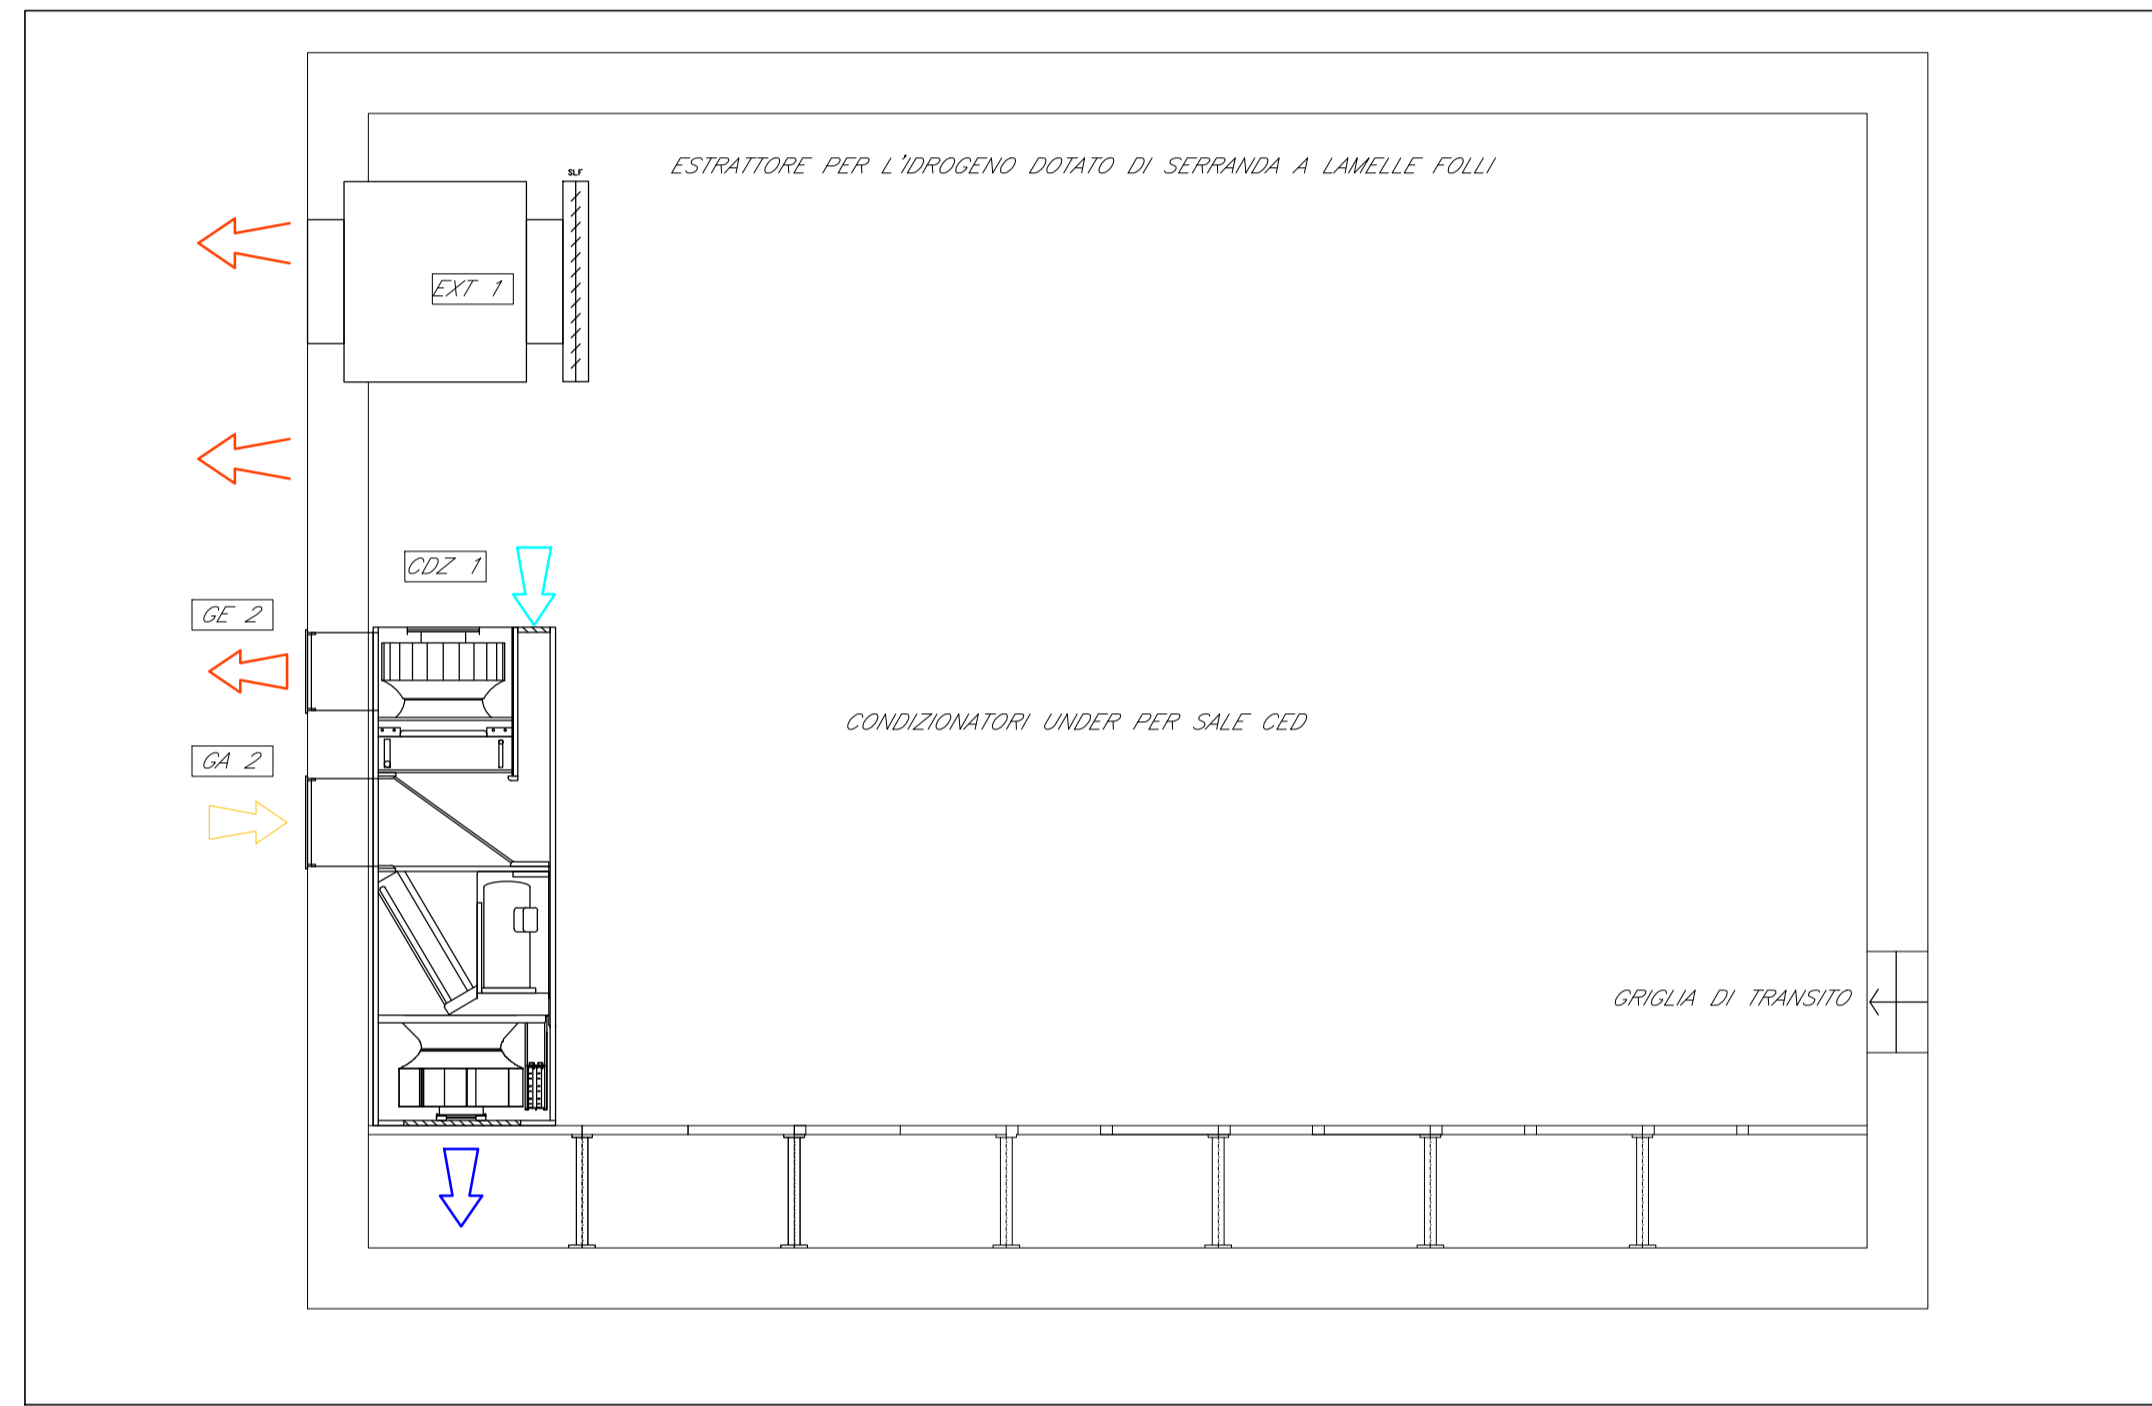 ESTRATTORE PER L'IDROGENO DOTATO DI SERRANDA A LAMELLE FOLLI
SLF
EXT 1
CDZ 1
GE 2
CONDIZIONATORI UNDER PER SALE CED
GA 2
GRIGLIA DI TRANSITO